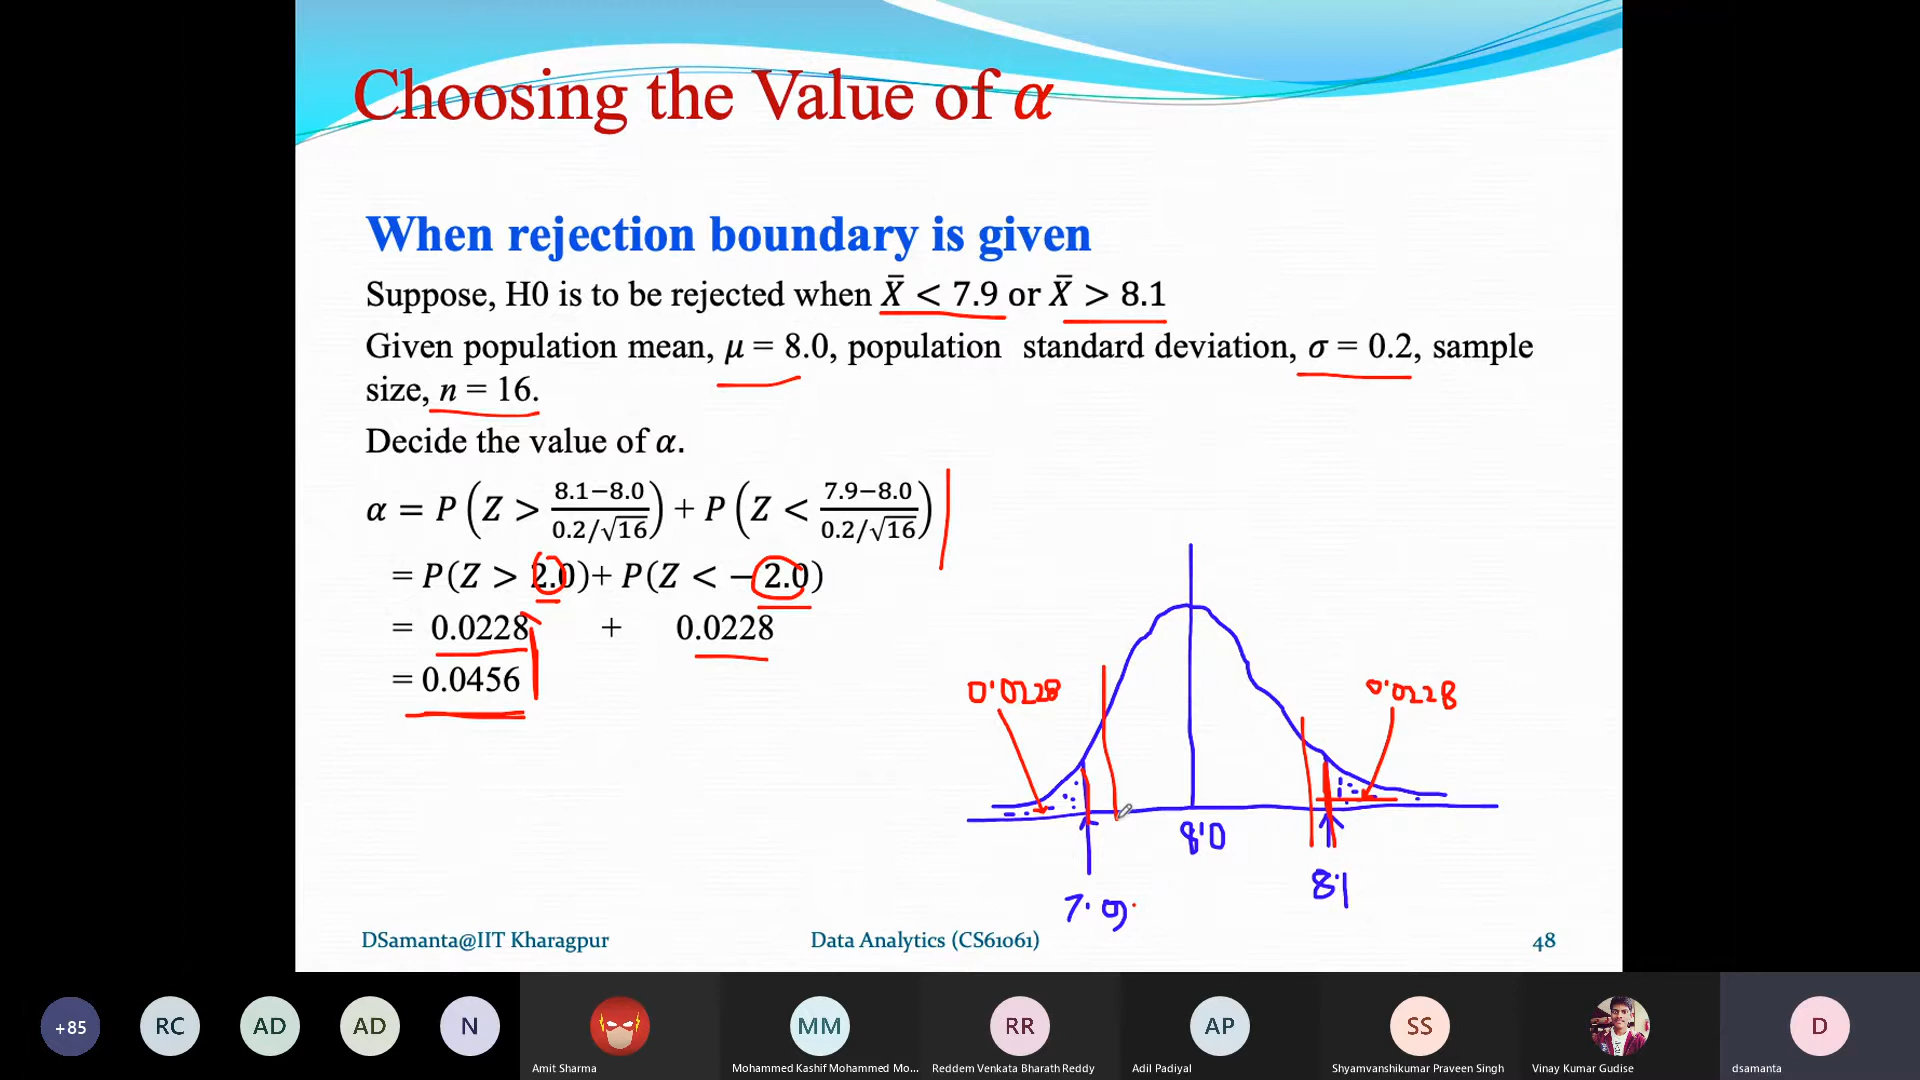 Choosing the Value of α
When rejection boundary is given
Suppose, H0 is to be rejected when X̄ < 7.9 or X̄ > 8.1
Given population mean, μ = 8.0, population standard deviation, σ = 0.2, sample
size, n = 16.
Decide the value of α.
α = P(Z > (8.1−8.0)/(0.2/√16)) + P(Z < (7.9−8.0)/(0.2/√16))
= P(Z > 2.0)+ P(Z < −2.0)
= 0.0228 + 0.0228
= 0.0456
0.0228
0.0228
8.0
8.1
7.9
DSamanta@IIT Kharagpur
Data Analytics (CS61061)
48
+85
RC
AD
AD
N
MM
RR
AP
SS
D
Amit Sharma
Mohammed Kashif Mohammed Mo...
Reddem Venkata Bharath Reddy
Adil Padiyal
Shyamvanshikumar Praveen Singh
Vinay Kumar Gudise
dsamanta